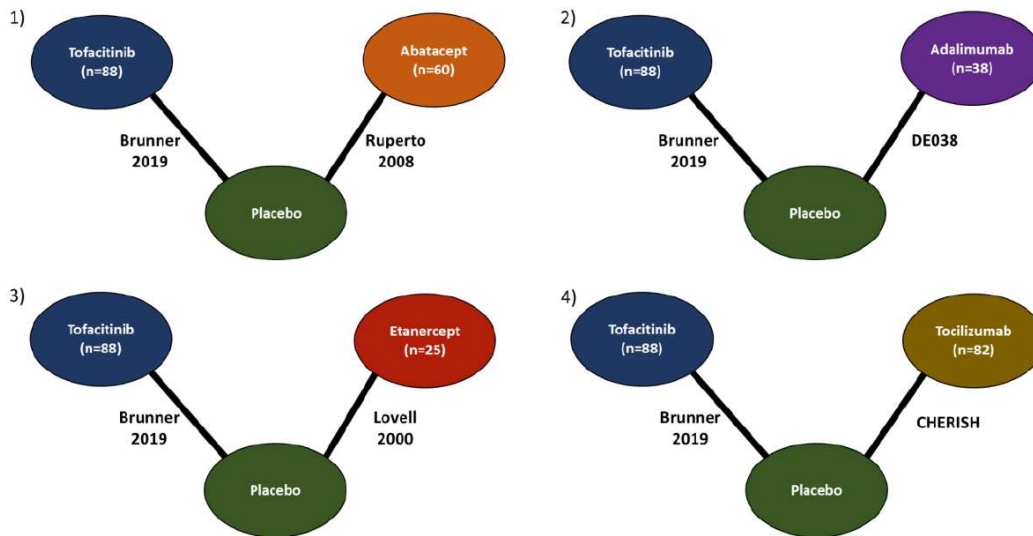 1)
Tofacitinib
(n=88)
Abatacept
(n=60)
Brunner
2019
Ruperto
2008
Placebo
2)
Tofacitinib
(n=88)
Adalimumab
(n=38)
Brunner
2019
DE038
Placebo
3)
Tofacitinib
(n=88)
Etanercept
(n=25)
Brunner
2019
Lovell
2000
Placebo
4)
Tofacitinib
(n=88)
Tocilizumab
(n=82)
Brunner
2019
CHERISH
Placebo